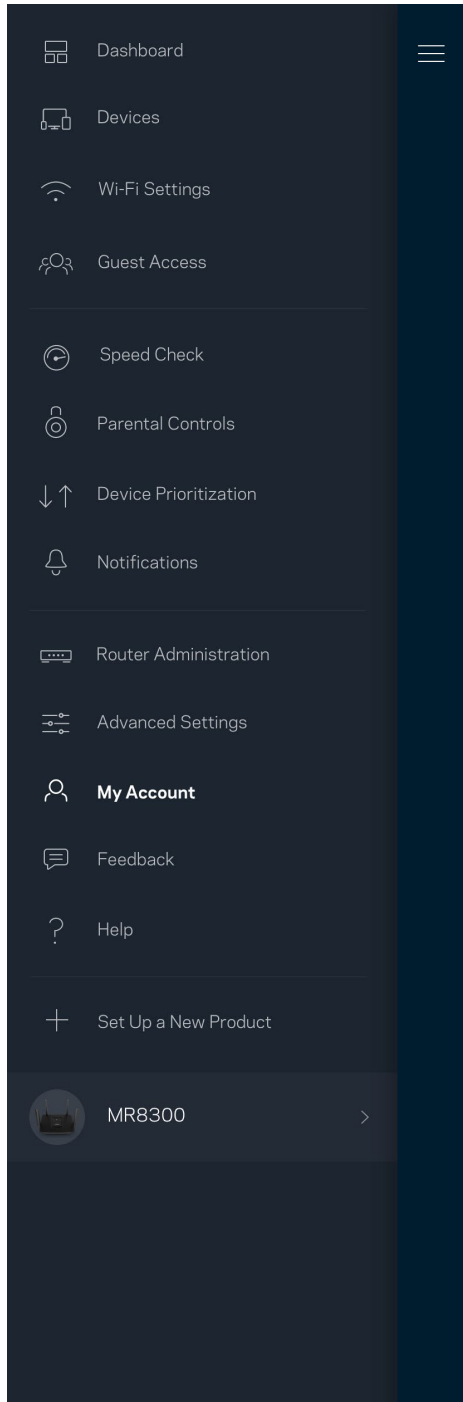 Dashboard
Devices
Wi-Fi Settings
Guest Access
Speed Check
Parental Controls
Device Prioritization
Notifications
Router Administration
Advanced Settings
My Account
Feedback
Help
Set Up a New Product
MR8300